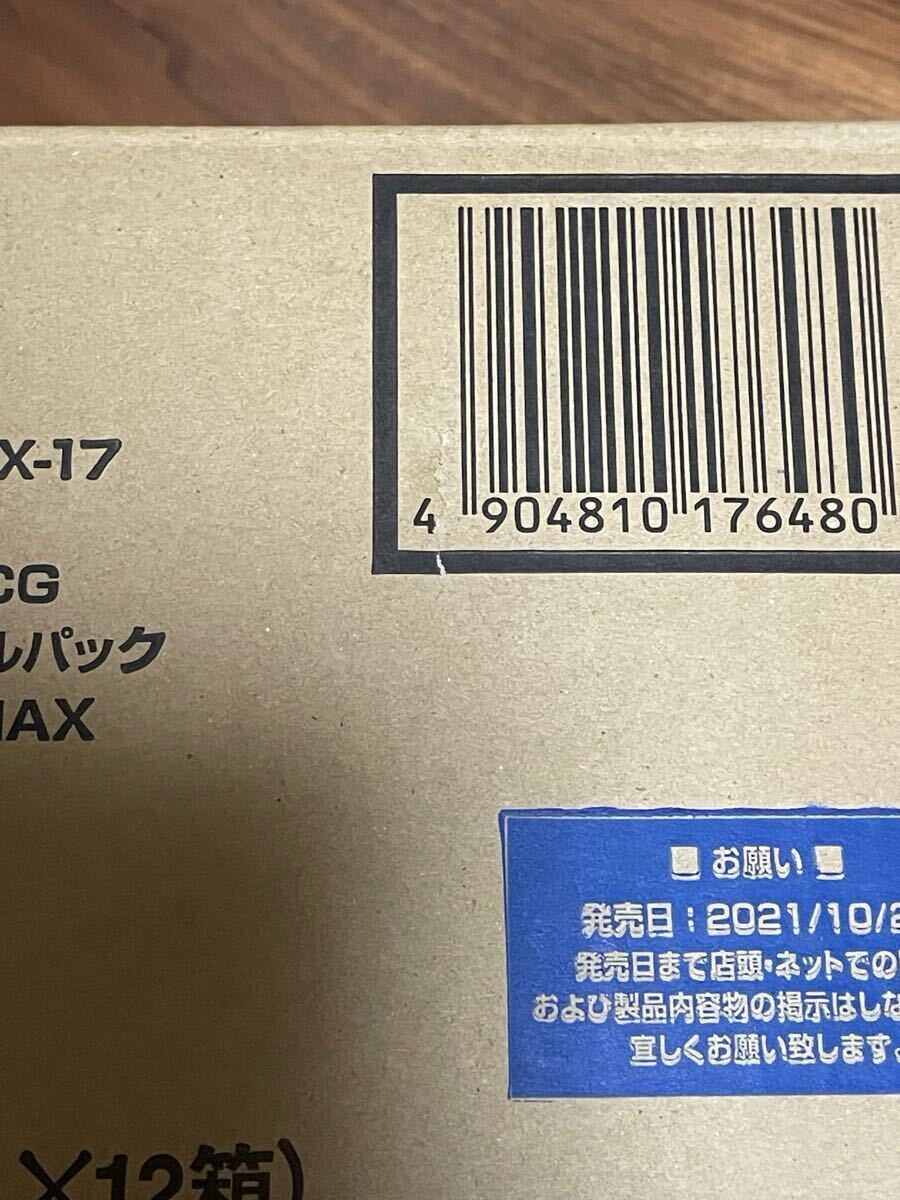 4 904810 176480
X-17
CG
ルパック
MAX
■ お願い ■
発売日：2021/10/2
発売日まで店頭・ネットでの
および製品内容物の掲示はしな
宜しくお願い致します。
×12箱)